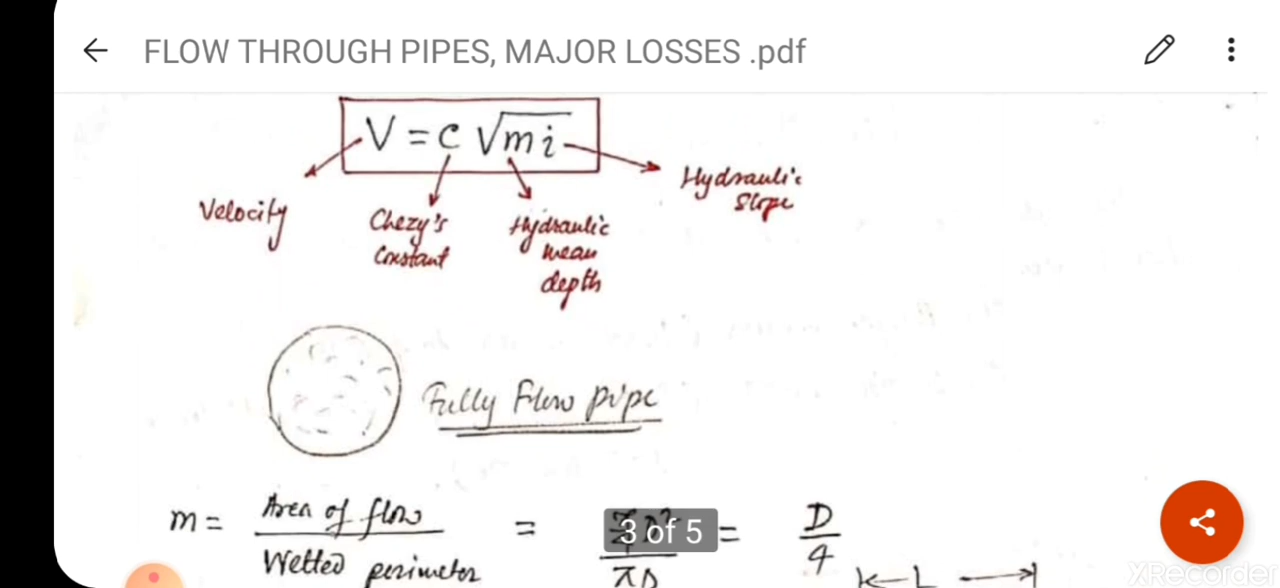 FLOW THROUGH PIPES, MAJOR LOSSES .pdf
V = C √mi
Velocity
Chezy's
Constant
Hydraulic
mean
depth
Hydraulic
Slope
Fully Flow pipe
m = Area of flow
Wetted perimeter
=
πD
= D
4
L
3 of 5
XRecorder